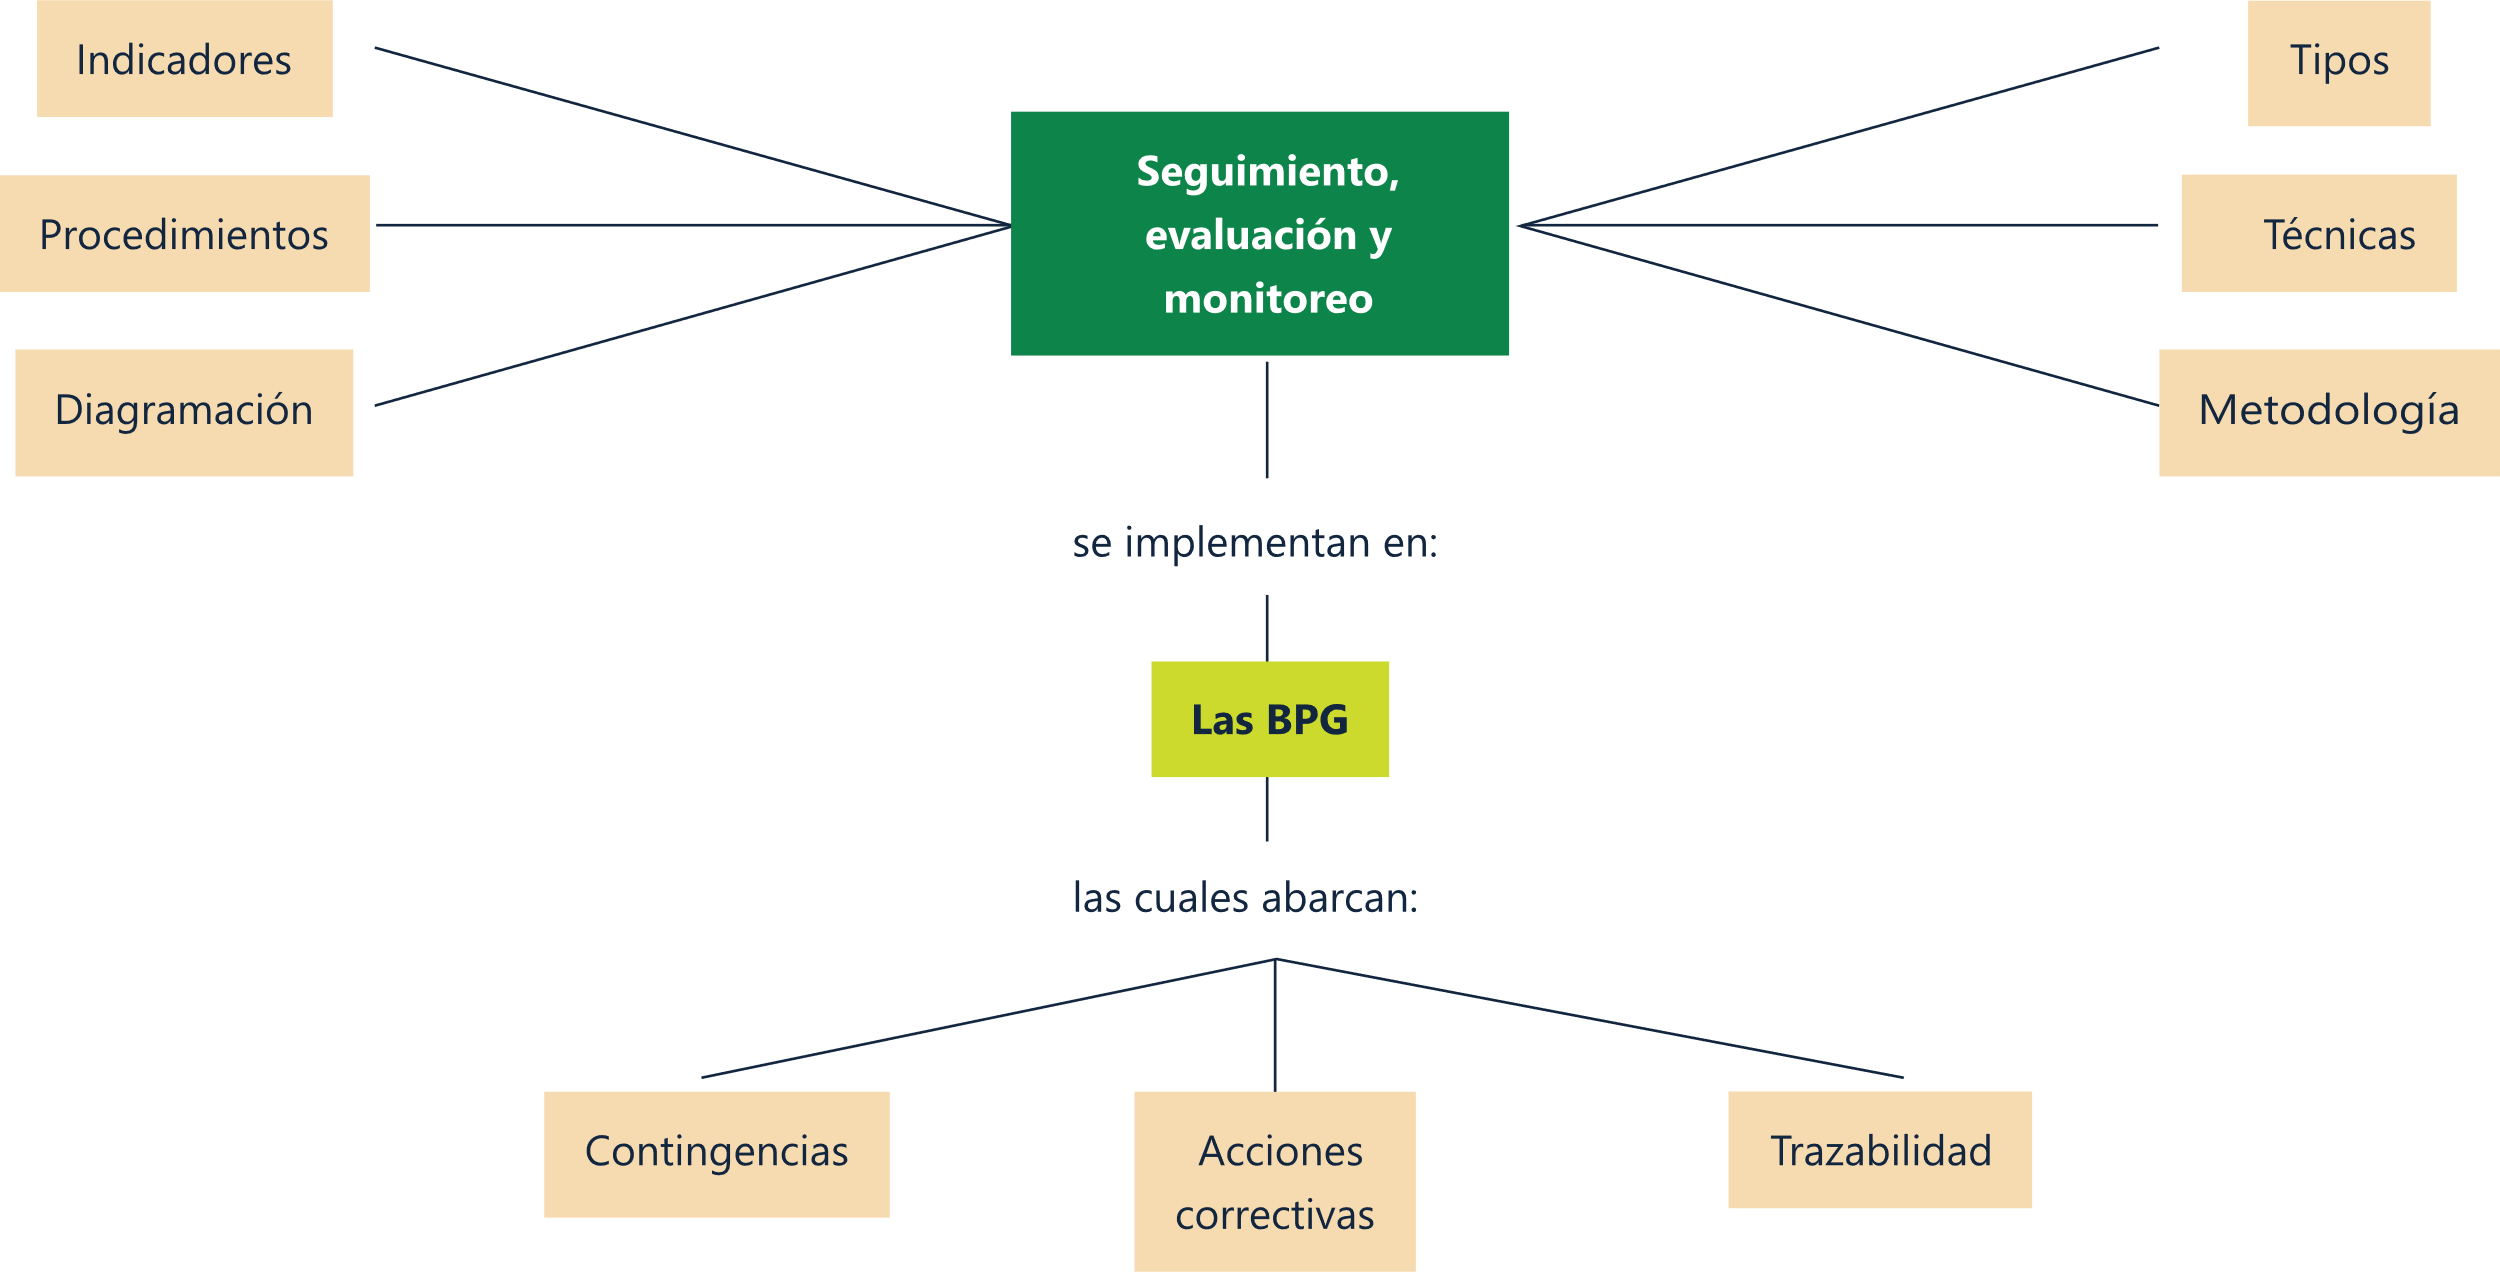 Indicadores
Tipos
Seguimiento,
evaluación y
monitoreo
Procedimientos
Técnicas
Diagramación
Metodología
se implementan en:
Las BPG
las cuales abarcan:
Contingencias
Acciones
correctivas
Trazabilidad